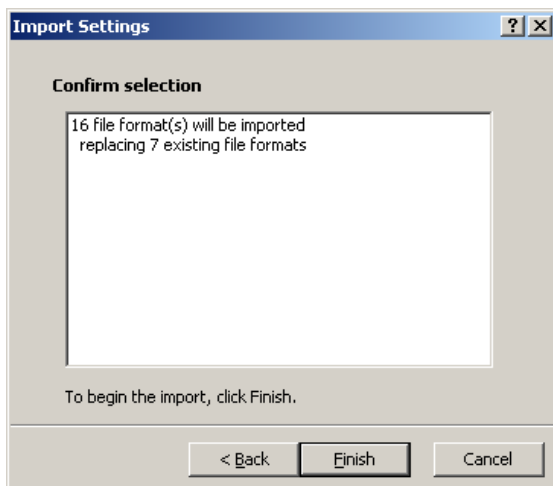 Import Settings
Confirm selection
16 file format(s) will be imported
replacing 7 existing file formats
To begin the import, click Finish.
< Back Finish Cancel